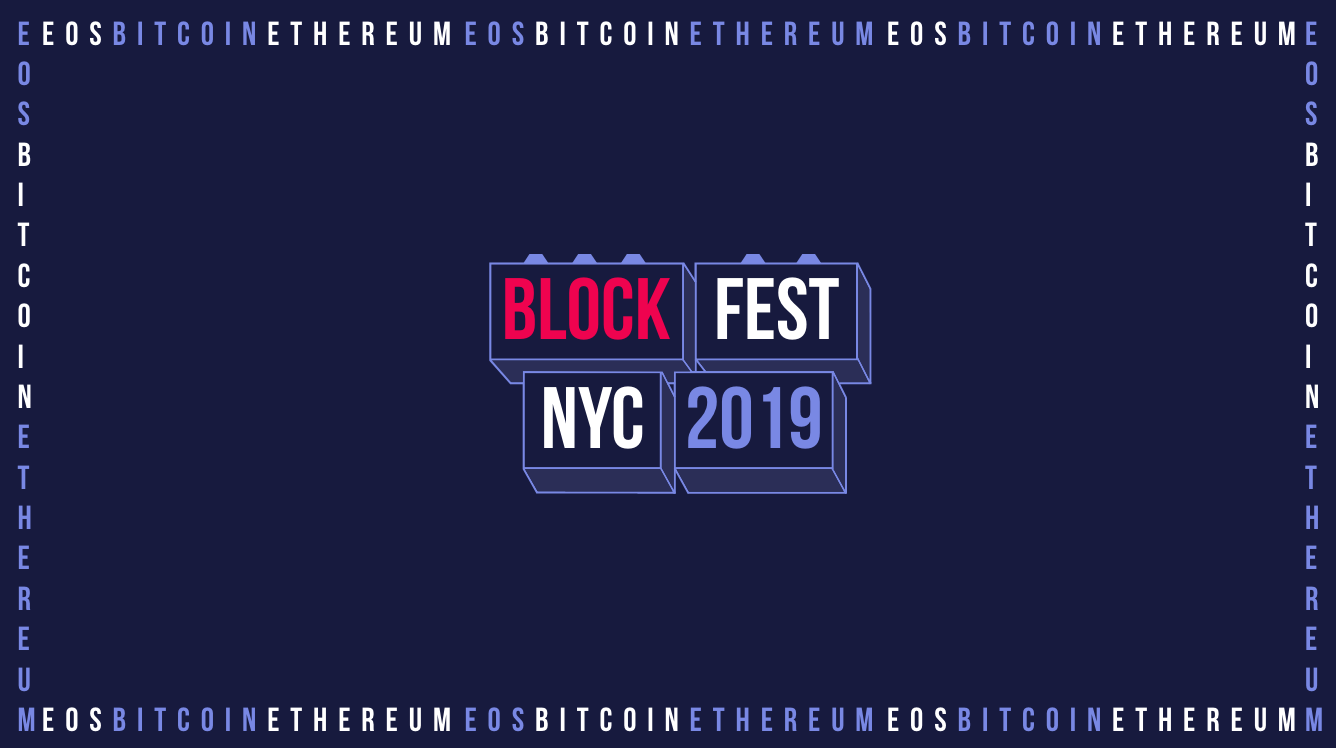 EEOSBITCOINETHEREUMEOSBITCOINETHEREUMEOSBITCOINETHEREUME
EOSBITCOINETHEREUM
BLOCK FEST
NYC 2019
EOSBITCOINETHEREUM
MEOSBITCOINETHEREUMEOSBITCOINETHEREUMEOSBITCOINETHEREUMM